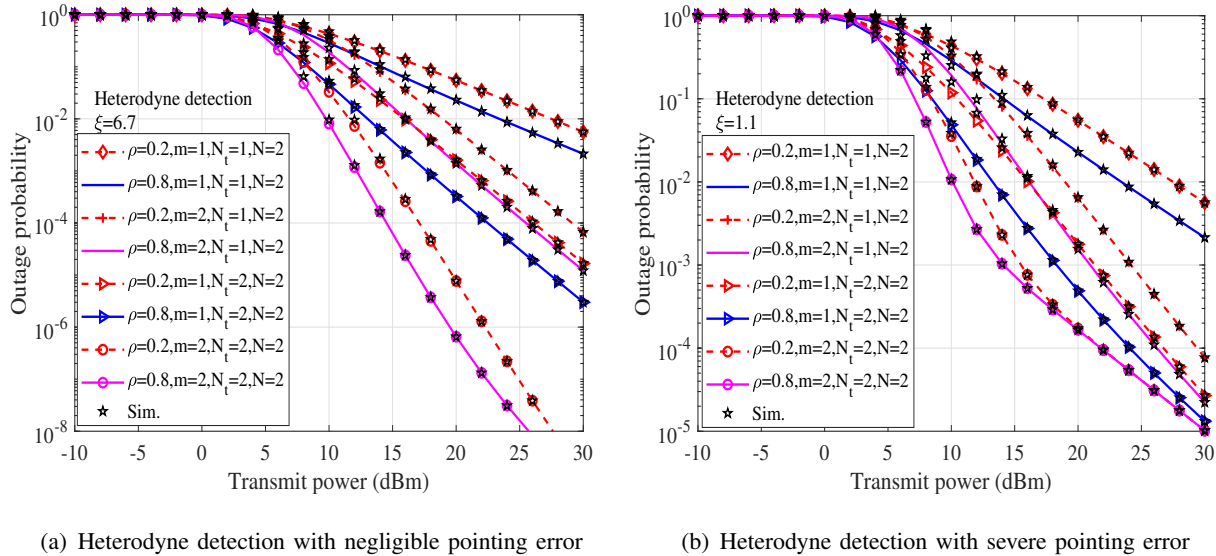 10^0
10^-2
10^-4
10^-6
10^-8
Outage probability
Heterodyne detection
ξ=6.7
ρ=0.2,m=1,N_t=1,N=2
ρ=0.8,m=1,N_t=1,N=2
ρ=0.2,m=2,N_t=1,N=2
ρ=0.8,m=2,N_t=1,N=2
ρ=0.2,m=1,N_t=2,N=2
ρ=0.8,m=1,N_t=2,N=2
ρ=0.2,m=2,N_t=2,N=2
ρ=0.8,m=2,N_t=2,N=2
Sim.
-10 -5 0 5 10 15 20 25 30
Transmit power (dBm)
(a) Heterodyne detection with negligible pointing error
10^0
10^-1
10^-2
10^-3
10^-4
10^-5
Outage probability
Heterodyne detection
ξ=1.1
ρ=0.2,m=1,N_t=1,N=2
ρ=0.8,m=1,N_t=1,N=2
ρ=0.2,m=2,N_t=1,N=2
ρ=0.8,m=2,N_t=1,N=2
ρ=0.2,m=1,N_t=2,N=2
ρ=0.8,m=1,N_t=2,N=2
ρ=0.2,m=2,N_t=2,N=2
ρ=0.8,m=2,N_t=2,N=2
Sim.
-10 -5 0 5 10 15 20 25 30
Transmit power (dBm)
(b) Heterodyne detection with severe pointing error